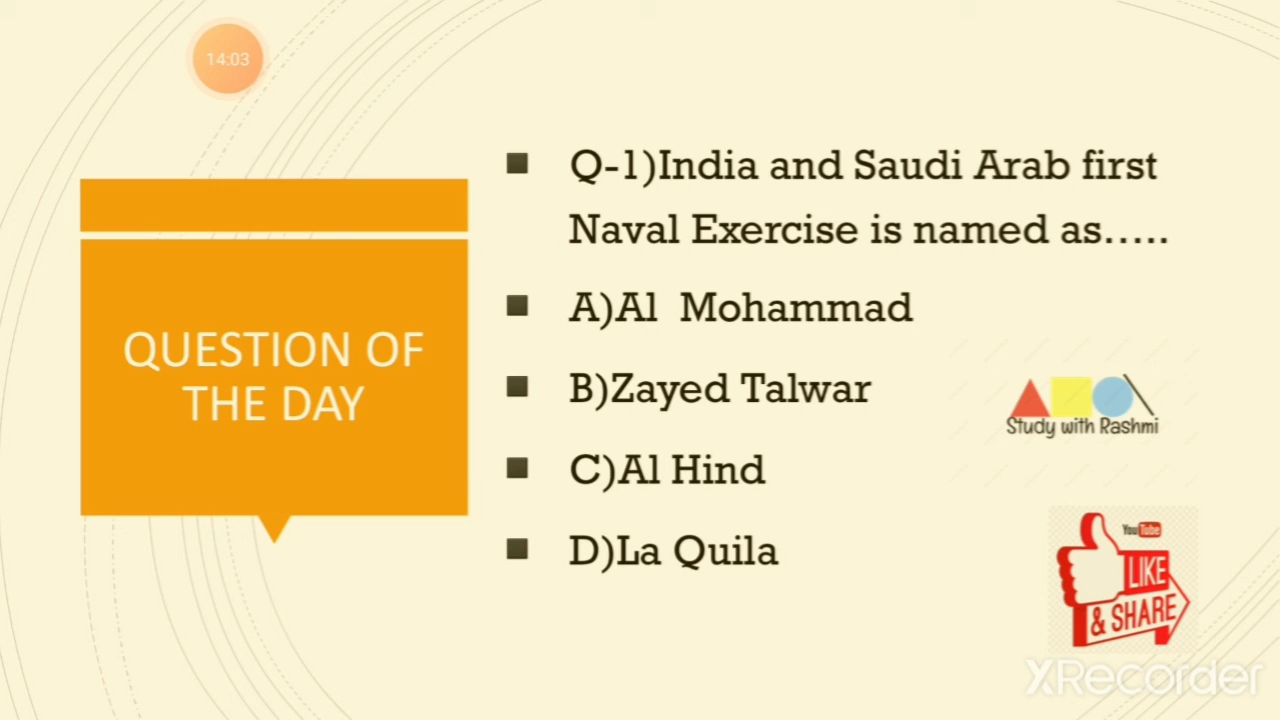 14:03
QUESTION OF
THE DAY
Q-1)India and Saudi Arab first
Naval Exercise is named as.....
A)Al Mohammad
B)Zayed Talwar
C)Al Hind
D)La Quila
Study with Rashmi
YouTube
LIKE
& SHARE
XRecorder